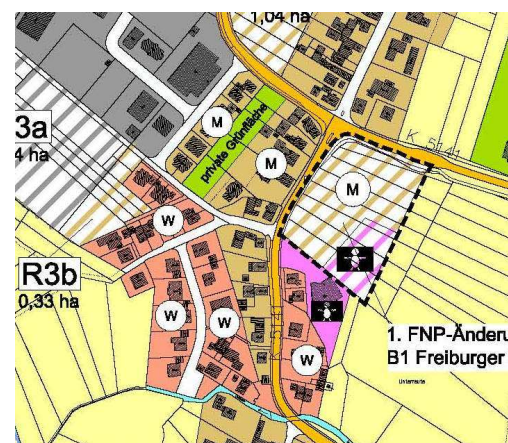 1,04 ha
K 5141
3a
4 ha
M
private Grünfläche
M
M
W
R3b
0,33 ha
W
W
W
1. FNP-Änderu
B1 Freiburger